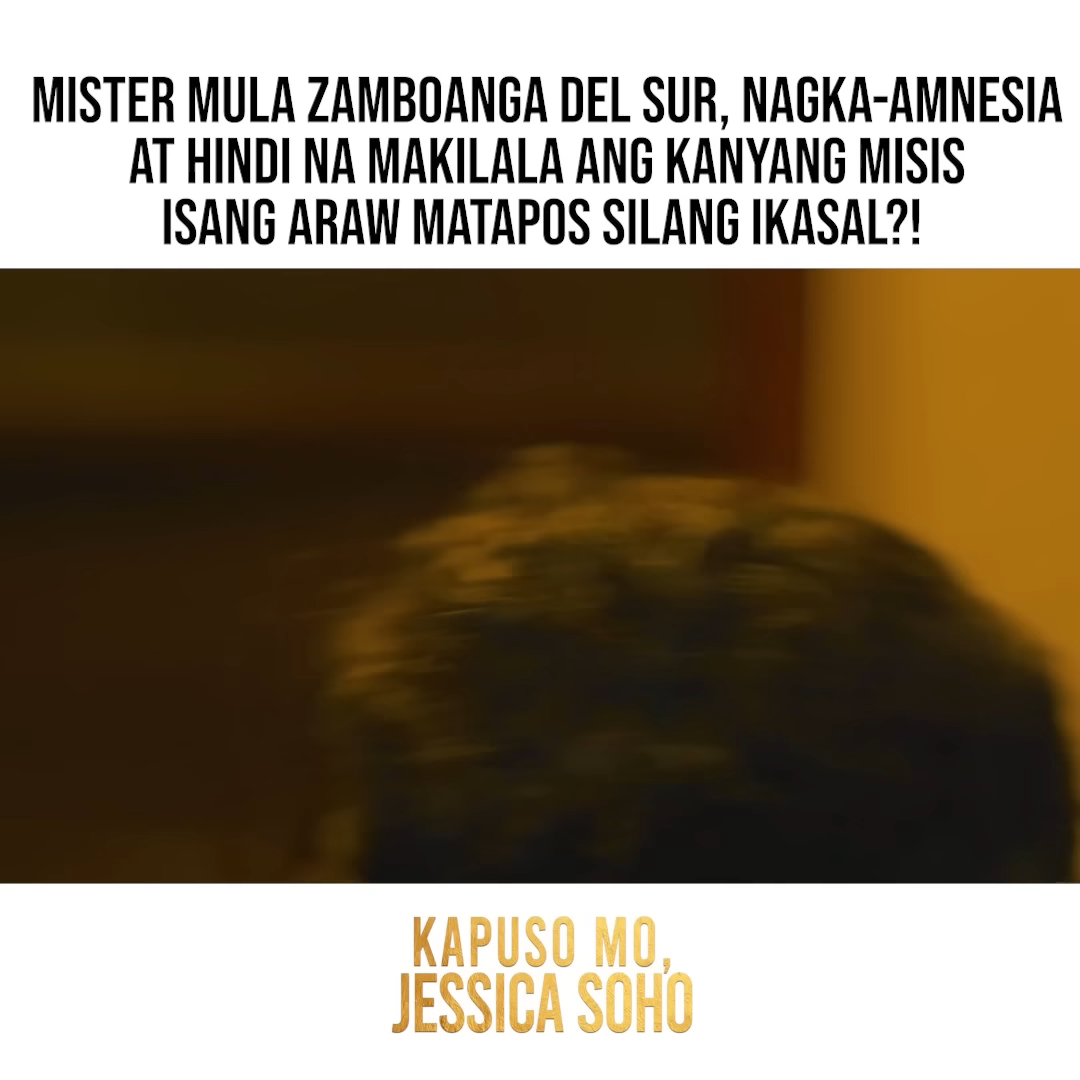 MISTER MULA ZAMBOANGA DEL SUR, NAGKA-AMNESIA
AT HINDI NA MAKILALA ANG KANYANG MISIS
ISANG ARAW MATAPOS SILANG IKASAL?!
KAPUSO MO,
JESSICA SOHO